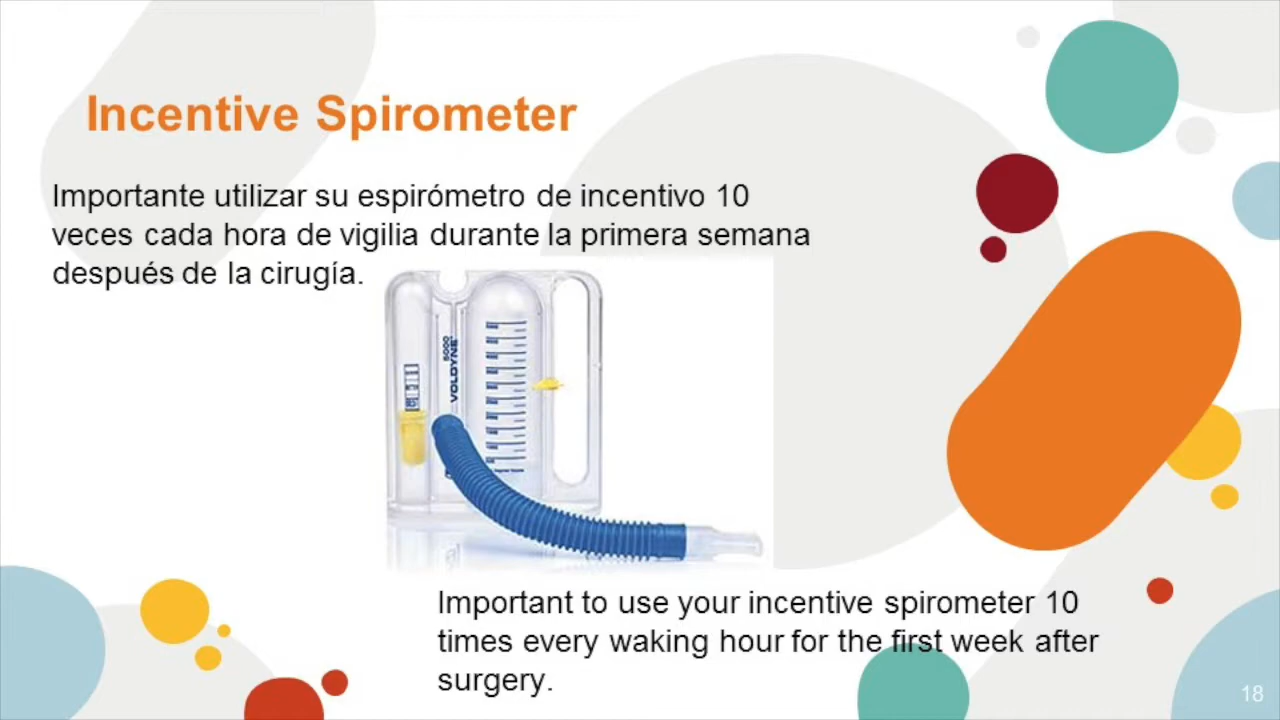 Incentive Spirometer
Importante utilizar su espirómetro de incentivo 10
veces cada hora de vigilia durante la primera semana
después de la cirugía.
VOLDYNE 5000
Important to use your incentive spirometer 10
times every waking hour for the first week after
surgery.
18